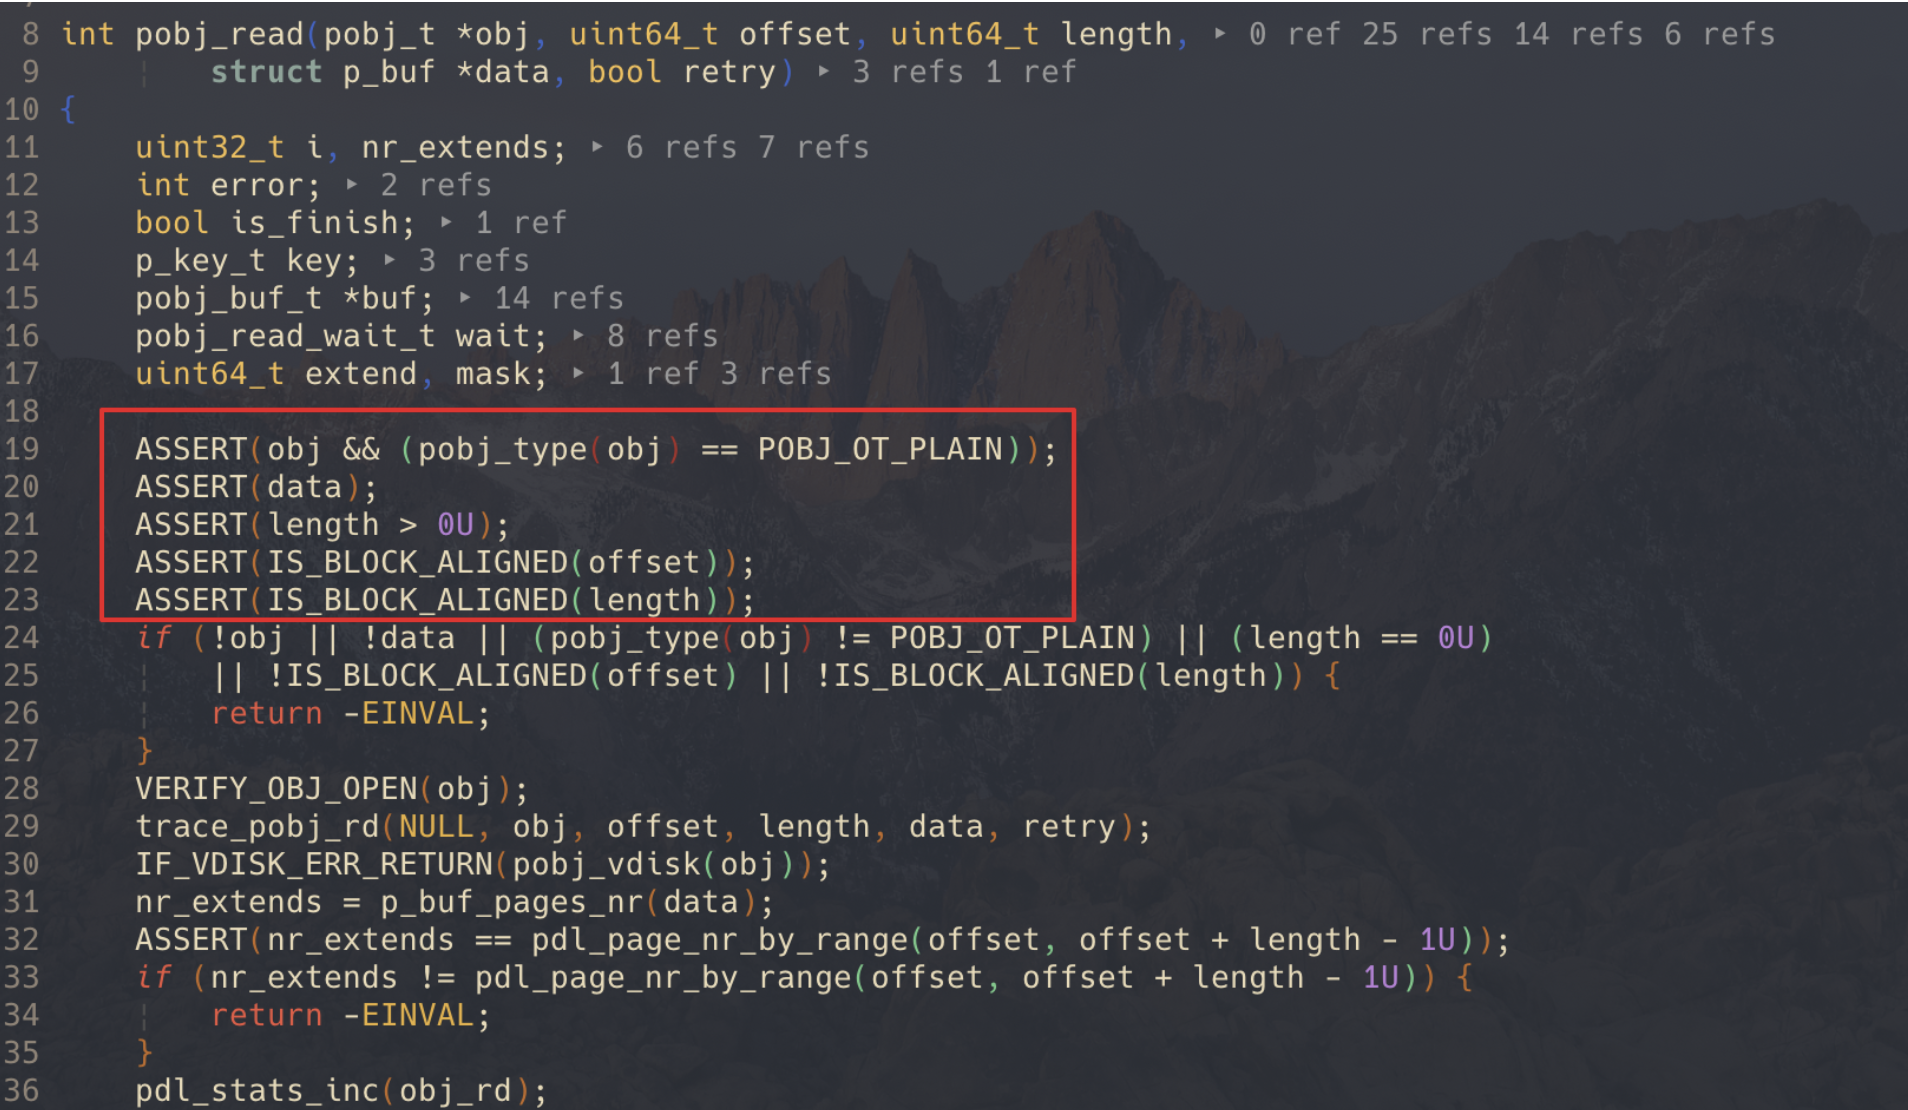 8 int pobj_read(pobj_t *obj, uint64_t offset, uint64_t length, ▸ 0 ref 25 refs 14 refs 6 refs
9 struct p_buf *data, bool retry) ▸ 3 refs 1 ref
10 {
11 uint32_t i, nr_extends; ▸ 6 refs 7 refs
12 int error; ▸ 2 refs
13 bool is_finish; ▸ 1 ref
14 p_key_t key; ▸ 3 refs
15 pobj_buf_t *buf; ▸ 14 refs
16 pobj_read_wait_t wait; ▸ 8 refs
17 uint64_t extend, mask; ▸ 1 ref 3 refs
18
19 ASSERT(obj && (pobj_type(obj) == POBJ_OT_PLAIN));
20 ASSERT(data);
21 ASSERT(length > 0U);
22 ASSERT(IS_BLOCK_ALIGNED(offset));
23 ASSERT(IS_BLOCK_ALIGNED(length));
24 if (!obj || !data || (pobj_type(obj) != POBJ_OT_PLAIN) || (length == 0U)
25 || !IS_BLOCK_ALIGNED(offset) || !IS_BLOCK_ALIGNED(length)) {
26 return -EINVAL;
27 }
28 VERIFY_OBJ_OPEN(obj);
29 trace_pobj_rd(NULL, obj, offset, length, data, retry);
30 IF_VDISK_ERR_RETURN(pobj_vdisk(obj));
31 nr_extends = p_buf_pages_nr(data);
32 ASSERT(nr_extends == pdl_page_nr_by_range(offset, offset + length - 1U));
33 if (nr_extends != pdl_page_nr_by_range(offset, offset + length - 1U)) {
34 return -EINVAL;
35 }
36 pdl_stats_inc(obj_rd);